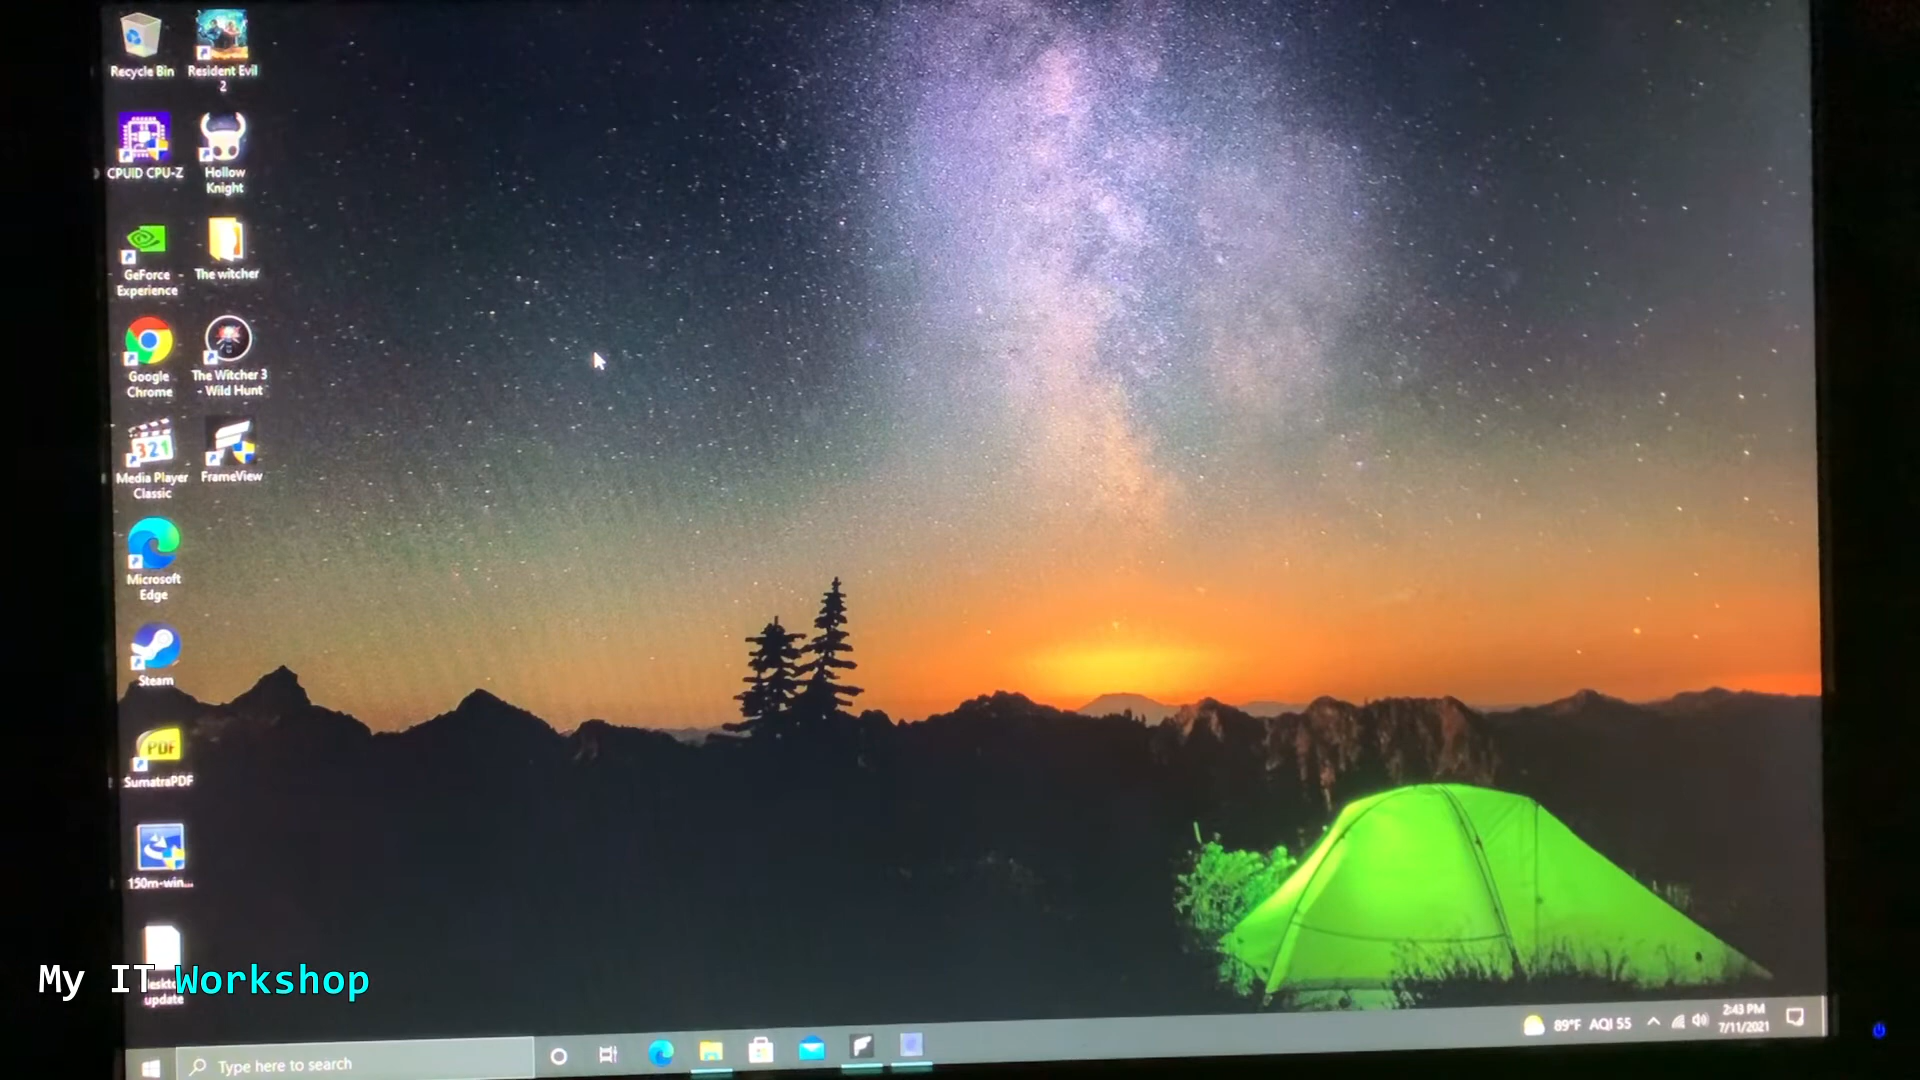 Recycle Bin
Resident Evil
2
CPUID CPU-Z
Hollow
Knight
GeForce
Experience
The witcher
Google
Chrome
The Witcher 3
- Wild Hunt
321
Media Player
Classic
FrameView
Microsoft
Edge
Steam
PDF
SumatraPDF
150m-win...
My IT Workshop
update
Type here to search
89°F AQI 55
2:43 PM
7/11/2021